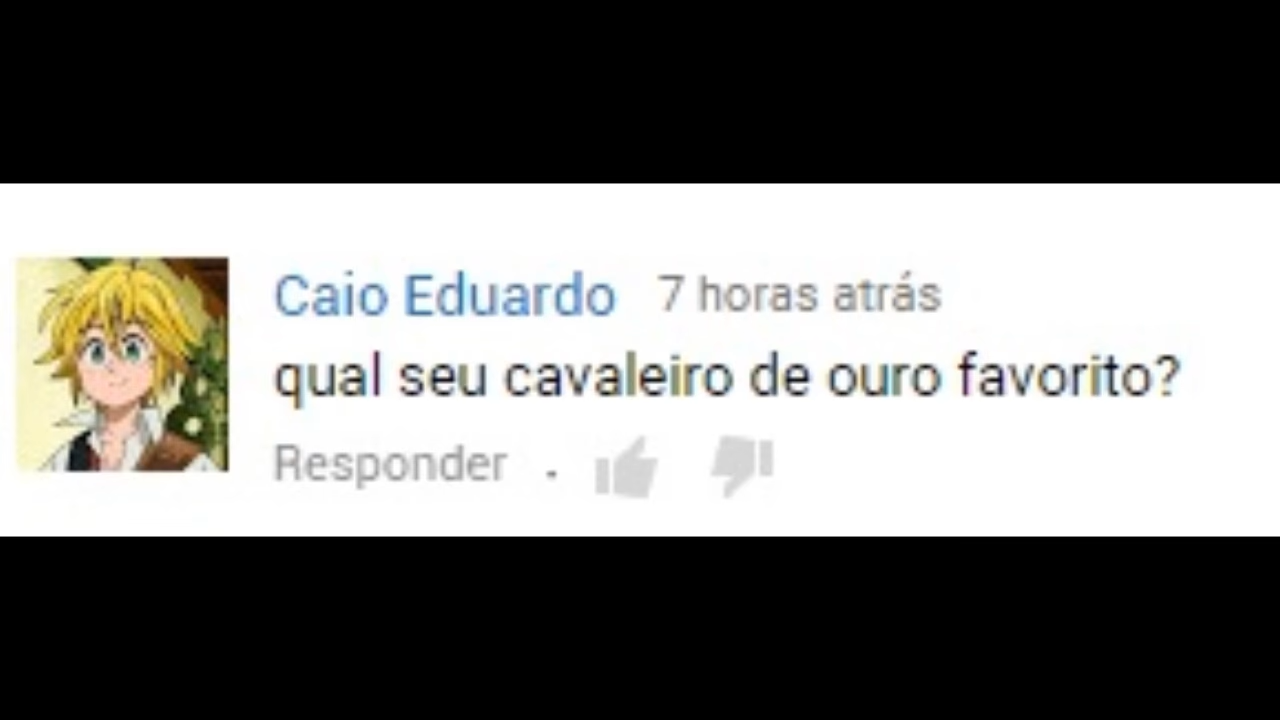 Caio Eduardo 7 horas atrás
qual seu cavaleiro de ouro favorito?
Responder .